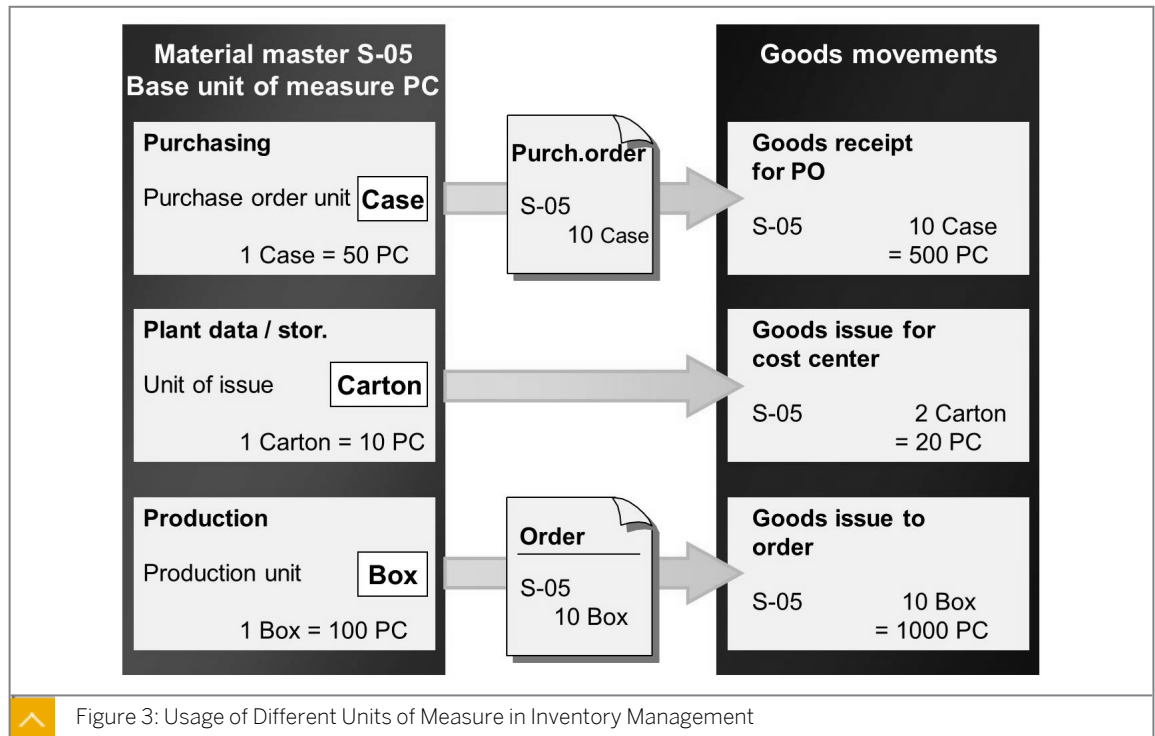 Material master S-05
Base unit of measure PC
Purchasing
Purchase order unit Case
1 Case = 50 PC
Plant data / stor.
Unit of issue Carton
1 Carton = 10 PC
Production
Production unit Box
1 Box = 100 PC
Purch.order
S-05
10 Case
Order
S-05
10 Box
Goods movements
Goods receipt
for PO
S-05 10 Case
= 500 PC
Goods issue for
cost center
S-05 2 Carton
= 20 PC
Goods issue to
order
S-05 10 Box
= 1000 PC
Figure 3: Usage of Different Units of Measure in Inventory Management